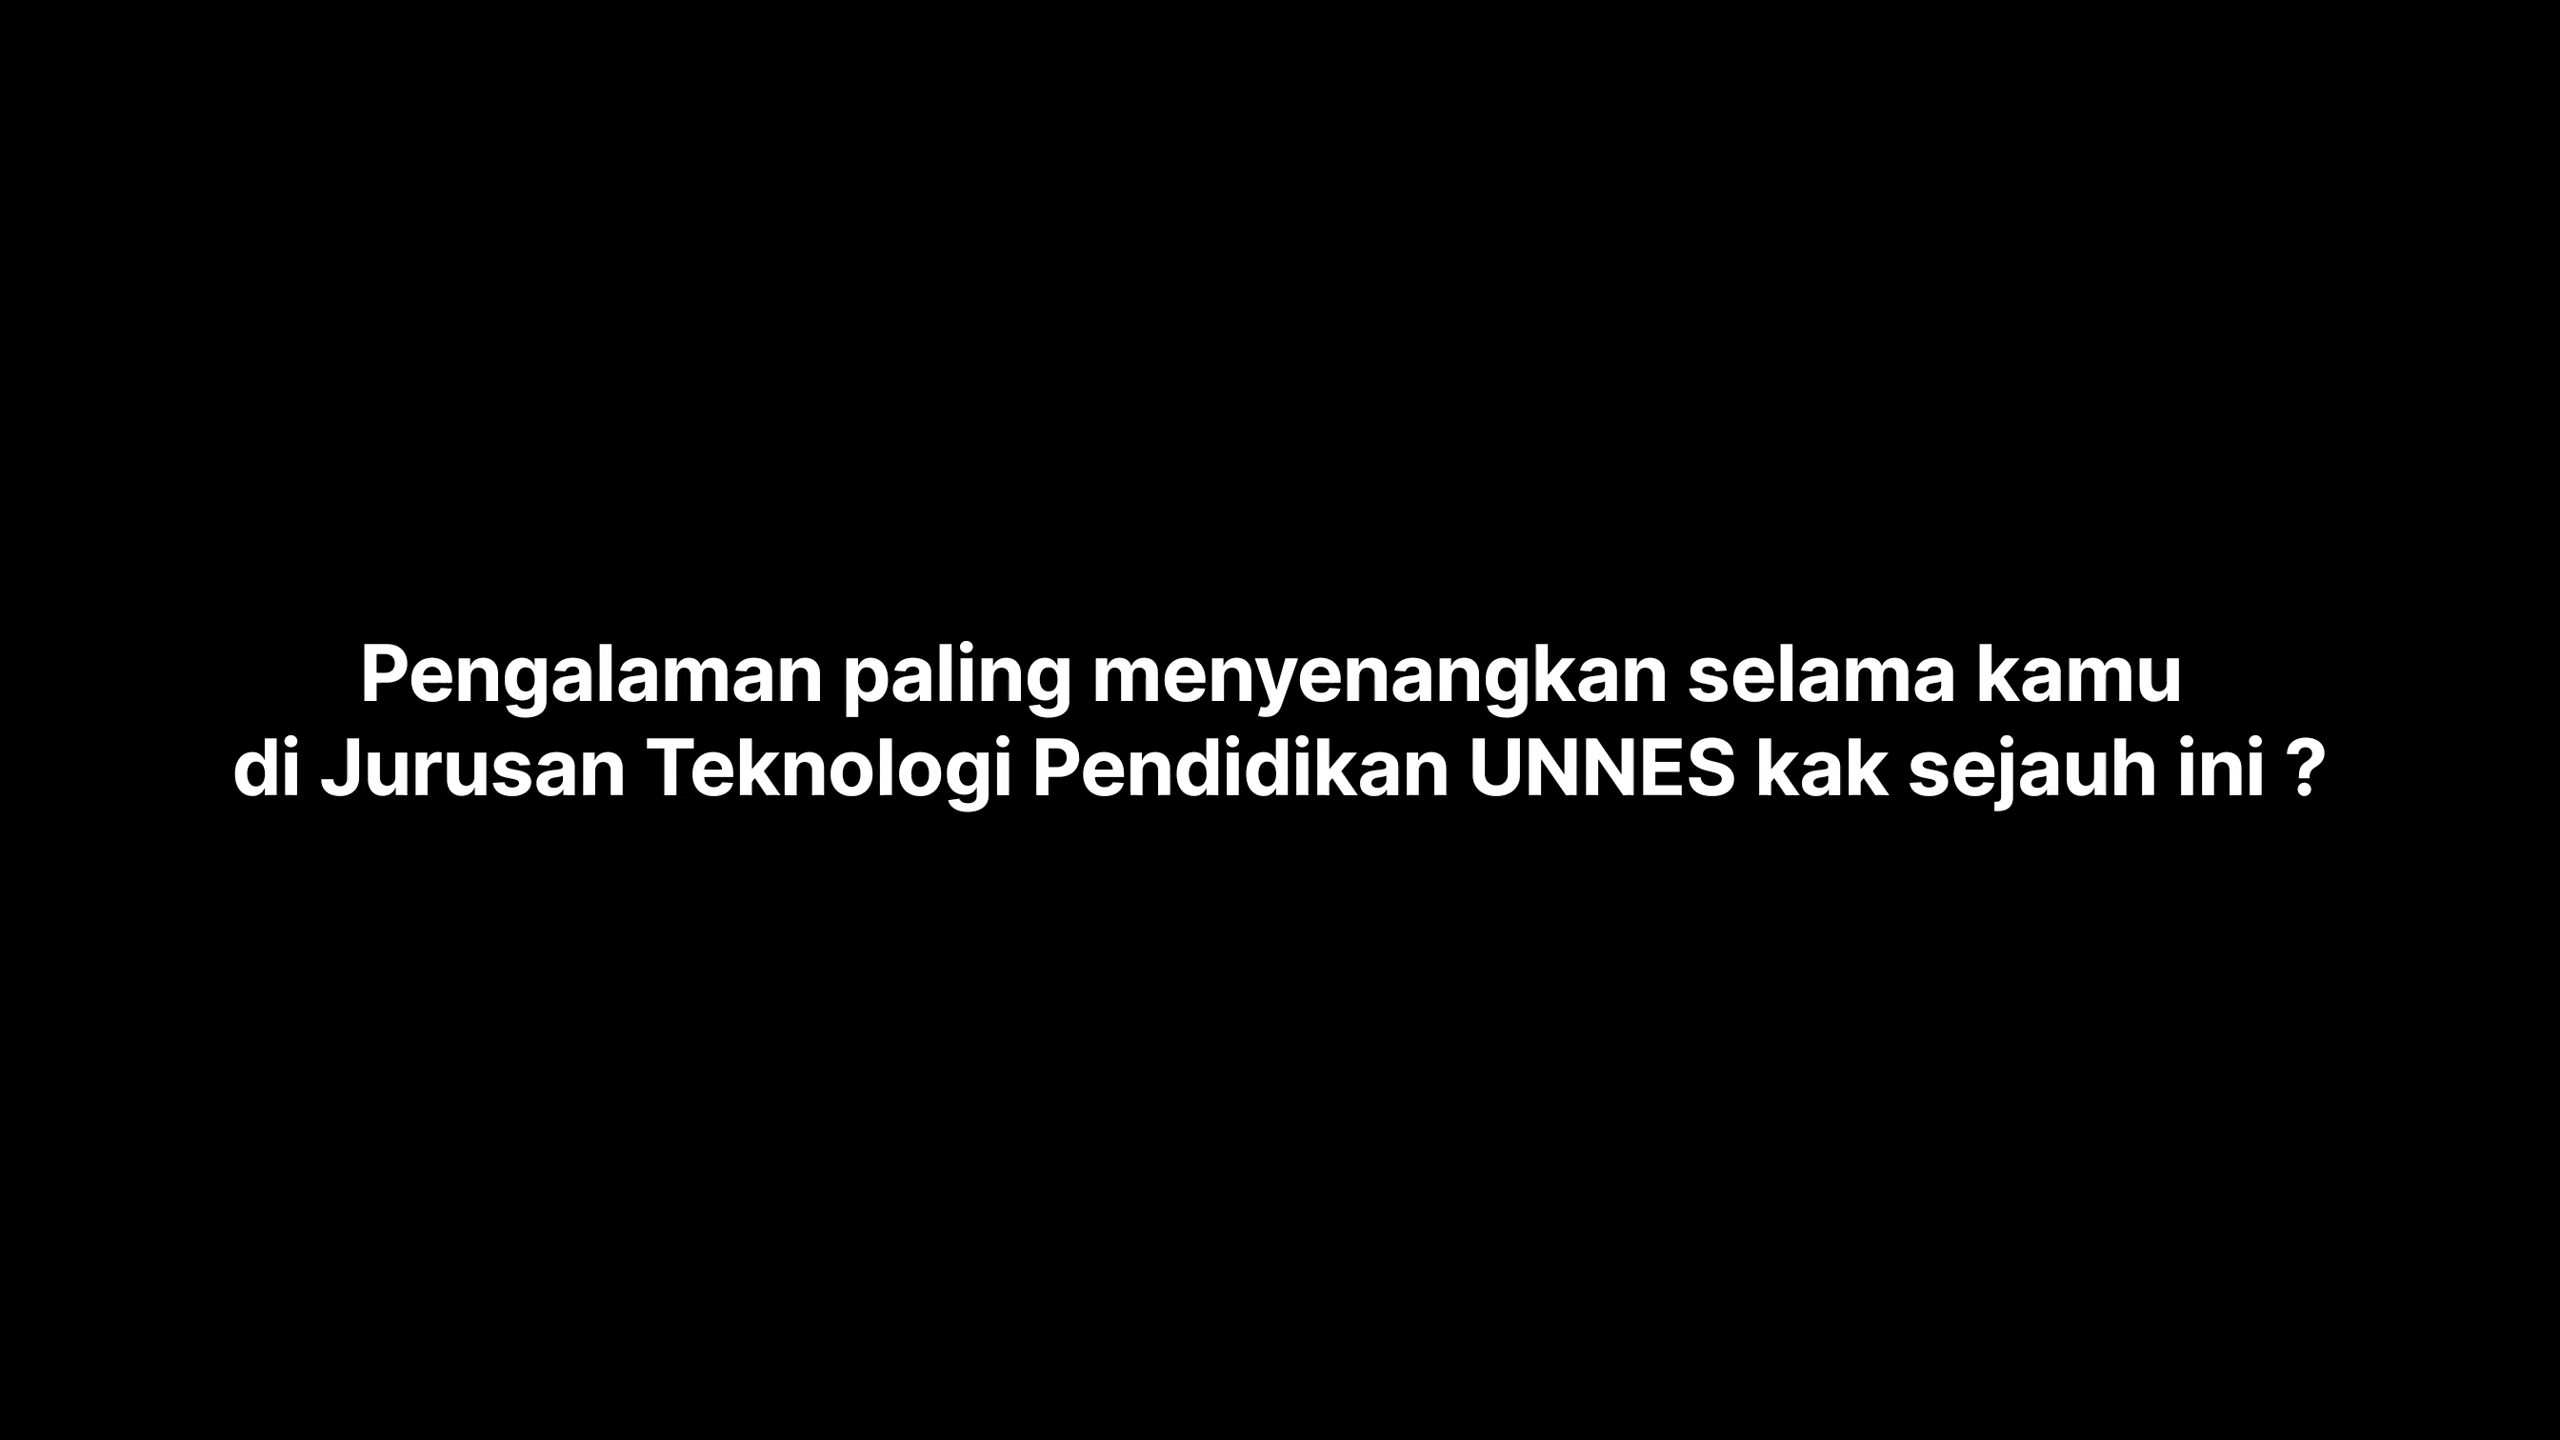 Pengalaman paling menyenangkan selama kamu
di Jurusan Teknologi Pendidikan UNNES kak sejauh ini ?